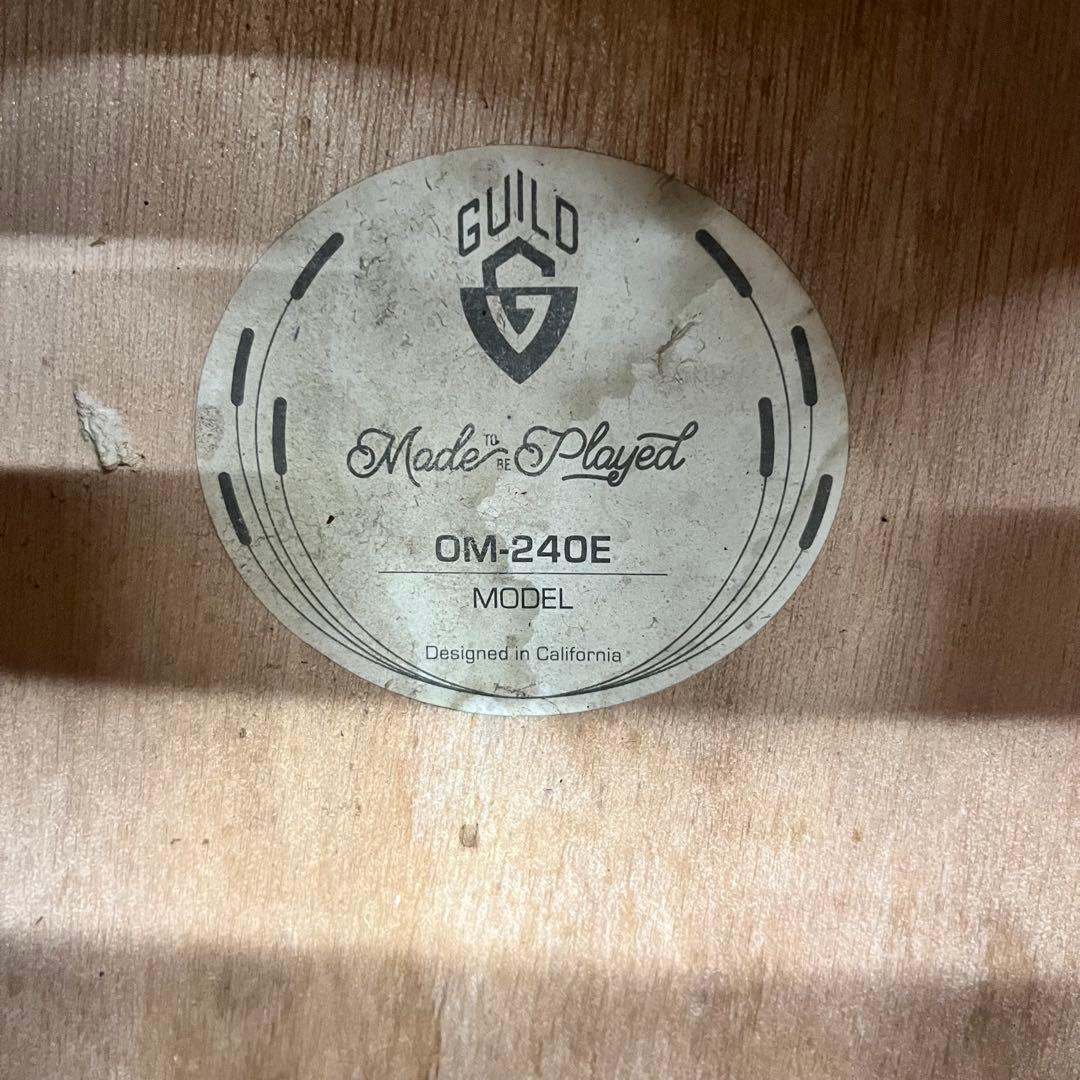 GUILD
G
Made TO BE Played
OM-240E
MODEL
Designed in California